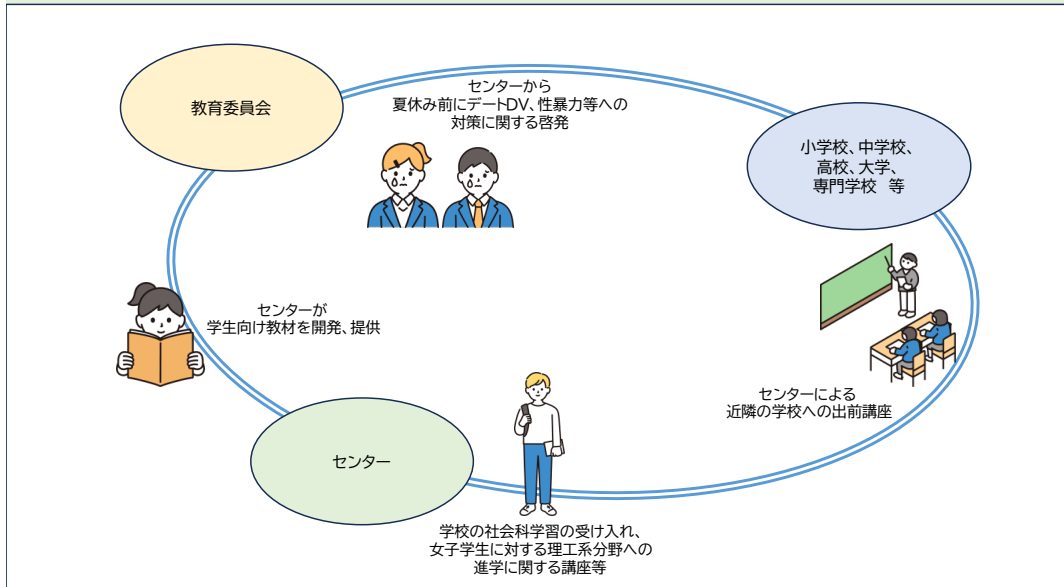 教育委員会
センターから
夏休み前にデートDV、性暴力等への
対策に関する啓発
小学校、中学校、
高校、大学、
専門学校　等
センターが
学生向け教材を開発、提供
センターによる
近隣の学校への出前講座
センター
学校の社会科学習の受け入れ、
女子学生に対する理工系分野への
進学に関する講座等